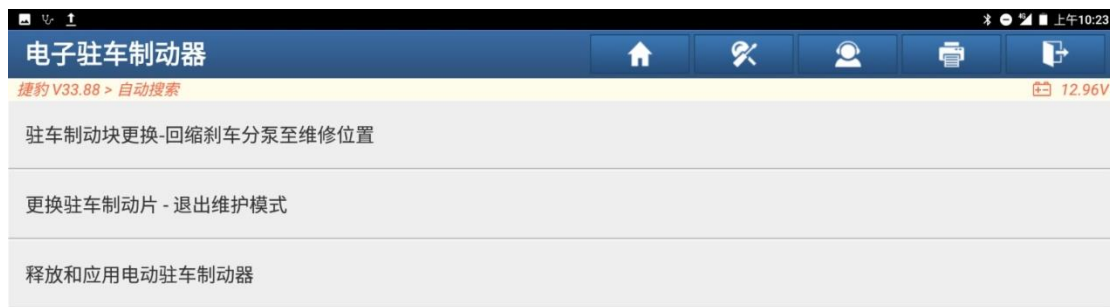 上午10:23
电子驻车制动器
捷豹 V33.88 > 自动搜索
12.96V
驻车制动块更换-回缩刹车分泵至维修位置
更换驻车制动片 - 退出维护模式
释放和应用电动驻车制动器